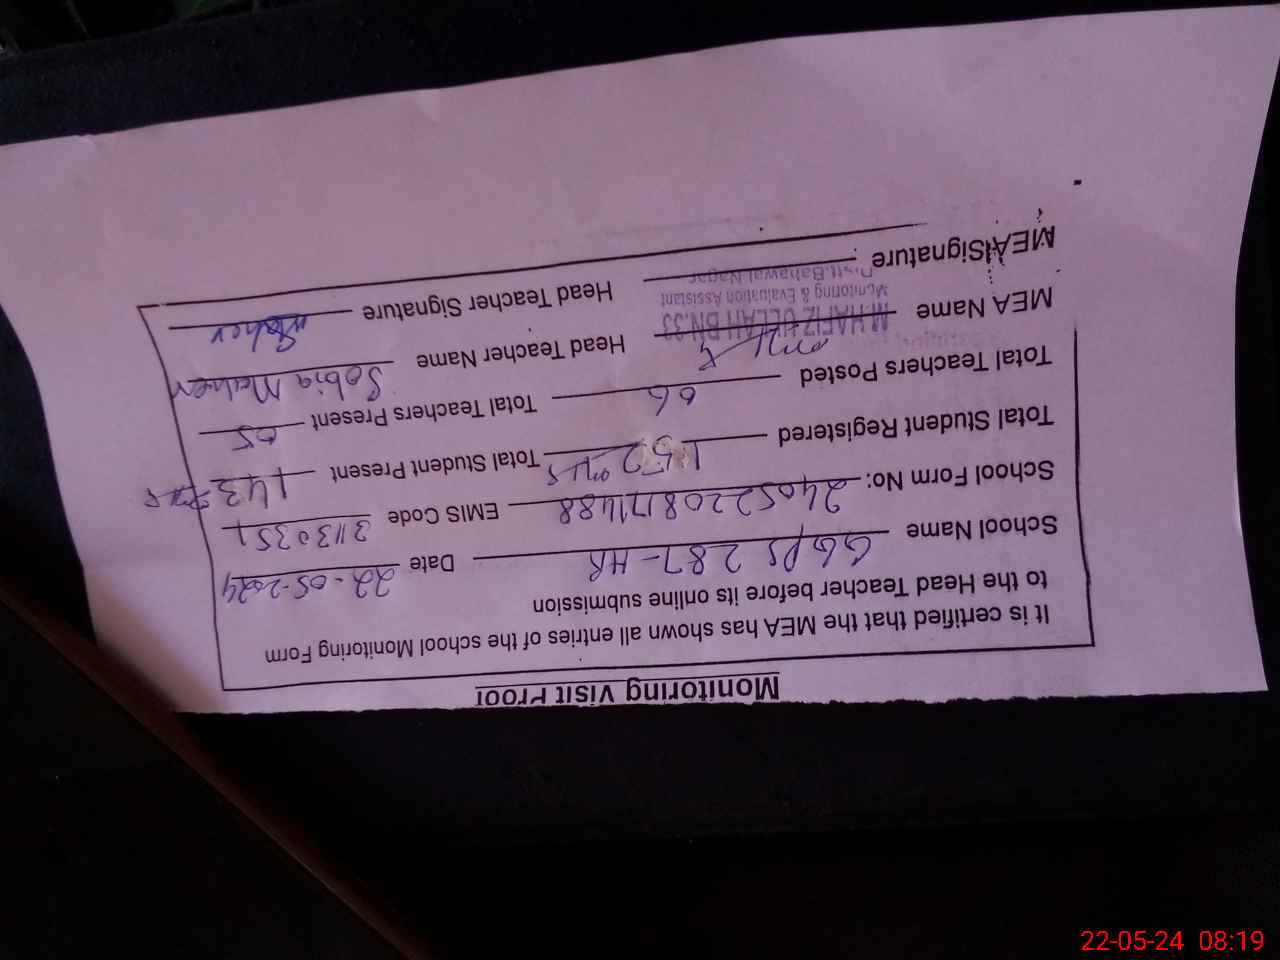 Monitoring Visit Proof
It is certified that the MEA has shown all entries of the school Monitoring Form
to the Head Teacher before its online submission
School Name GGPS 287-HR Date 22-05-2024
School Form No: 240522081711488 EMIS Code 31130351
Total Student Registered 152 Total Student Present 143
Total Teachers Posted 06 Total Teachers Present 05
MEA Name M.HAFIZ ULLAH BN.33 Head Teacher Name Sobia Maher
Monitoring & Evaluation Assistant
Distt.Bahawal Nagar
MEA Signature Head Teacher Signature
22-05-24 08:19